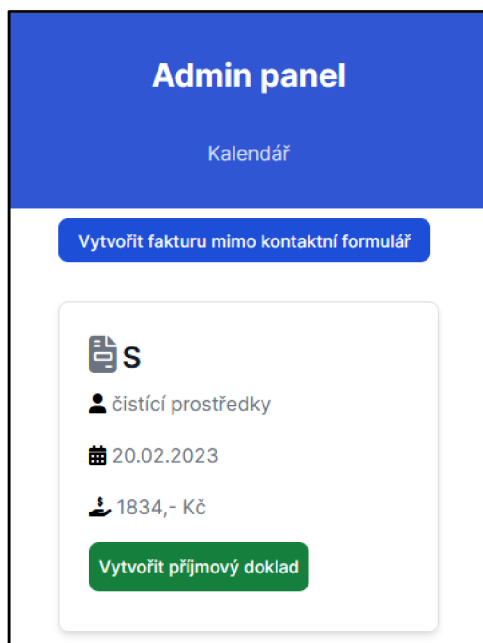 Admin panel
Kalendář
Vytvořit fakturu mimo kontaktní formulář
S
čistící prostředky
20.02.2023
1834,- Kč
Vytvořit příjmový doklad